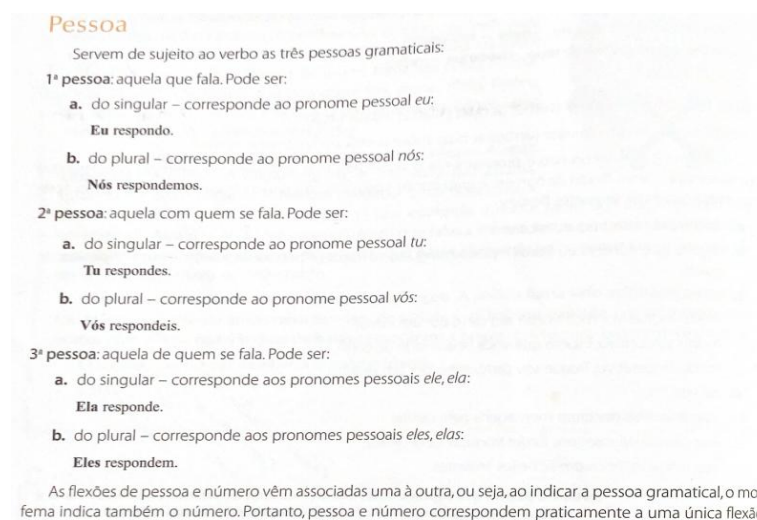 Pessoa
Servem de sujeito ao verbo as três pessoas gramaticais:
1ª pessoa: aquela que fala. Pode ser:
a. do singular – corresponde ao pronome pessoal eu:
Eu respondo.
b. do plural – corresponde ao pronome pessoal nós:
Nós respondemos.
2ª pessoa: aquela com quem se fala. Pode ser:
a. do singular – corresponde ao pronome pessoal tu:
Tu respondes.
b. do plural – corresponde ao pronome pessoal vós:
Vós respondeis.
3ª pessoa: aquela de quem se fala. Pode ser:
a. do singular – corresponde aos pronomes pessoais ele, ela:
Ela responde.
b. do plural – corresponde aos pronomes pessoais eles, elas:
Eles respondem.
As flexões de pessoa e número vêm associadas uma à outra, ou seja, ao indicar a pessoa gramatical, o mo
fema indica também o número. Portanto, pessoa e número correspondem praticamente a uma única flexã